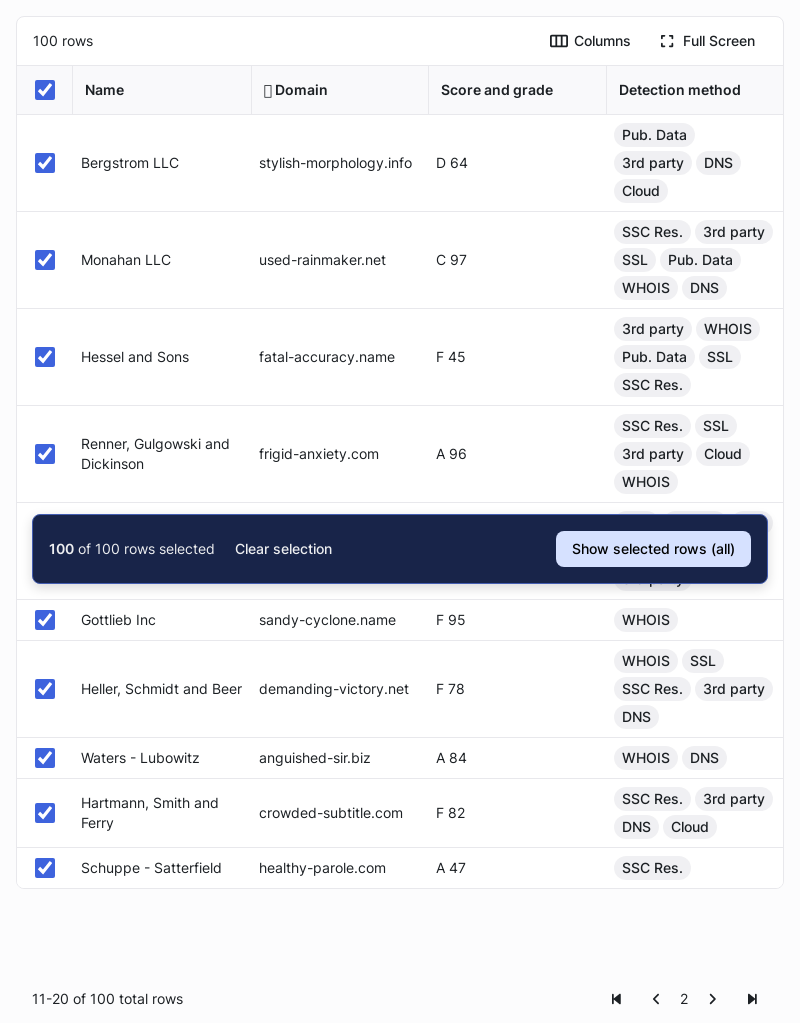 100 rows
Columns
Full Screen
Name
Domain
Score and grade
Detection method
Bergstrom LLC
stylish-morphology.info
D 64
Pub. Data
3rd party DNS
Cloud
Monahan LLC
used-rainmaker.net
C 97
SSC Res. 3rd party
SSL Pub. Data
WHOIS DNS
Hessel and Sons
fatal-accuracy.name
F 45
3rd party WHOIS
Pub. Data SSL
SSC Res.
Renner, Gulgowski and
Dickinson
frigid-anxiety.com
A 96
SSC Res. SSL
3rd party Cloud
WHOIS
100 of 100 rows selected
Clear selection
Show selected rows (all)
Gottlieb Inc
sandy-cyclone.name
F 95
WHOIS
Heller, Schmidt and Beer
demanding-victory.net
F 78
WHOIS SSL
SSC Res. 3rd party
DNS
Waters - Lubowitz
anguished-sir.biz
A 84
WHOIS DNS
Hartmann, Smith and
Ferry
crowded-subtitle.com
F 82
SSC Res. 3rd party
DNS Cloud
Schuppe - Satterfield
healthy-parole.com
A 47
SSC Res.
11-20 of 100 total rows
2